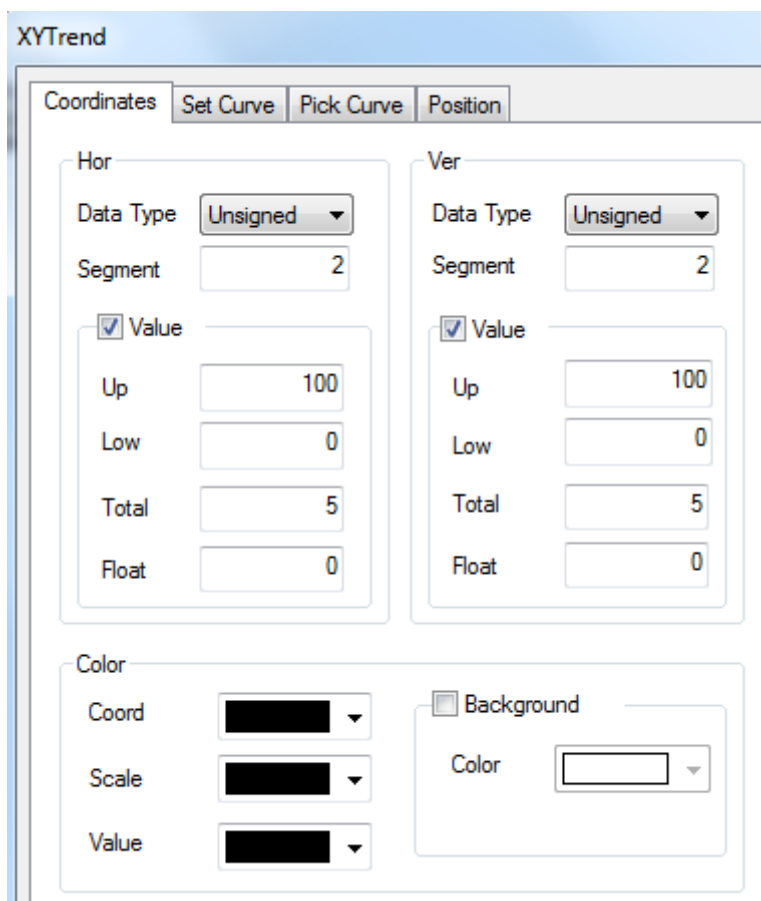 XYTrend
Coordinates Set Curve Pick Curve Position
Hor Ver
Data Type Unsigned Data Type Unsigned
Segment 2 Segment 2
Value Value
Up 100 Up 100
Low 0 Low 0
Total 5 Total 5
Float 0 Float 0
Color
Coord Background
Scale Color
Value